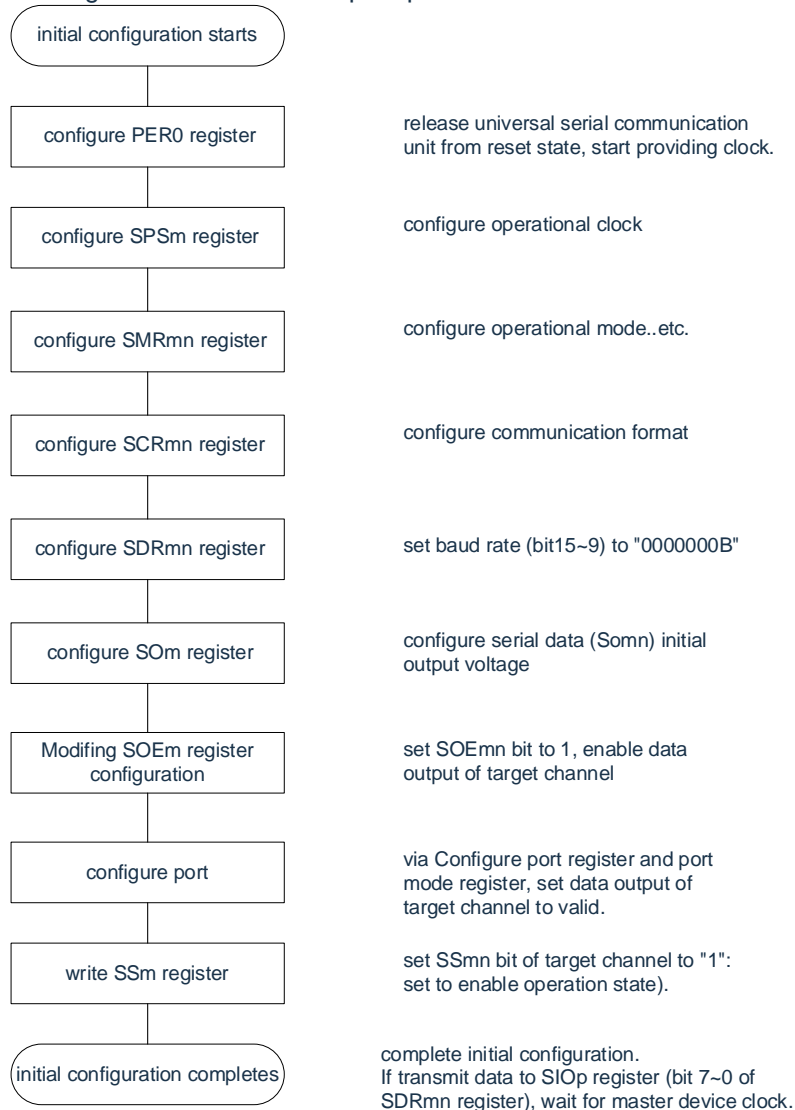 initial configuration starts
configure PER0 register
release universal serial communication
unit from reset state, start providing clock.
configure SPSm register
configure operational clock
configure SMRmn register
configure operational mode..etc.
configure SCRmn register
configure communication format
configure SDRmn register
set baud rate (bit15~9) to "0000000B"
configure SOm register
configure serial data (Somn) initial
output voltage
Modifing SOEm register
configuration
set SOEmn bit to 1, enable data
output of target channel
configure port
via Configure port register and port
mode register, set data output of
target channel to valid.
write SSm register
set SSmn bit of target channel to "1":
set to enable operation state).
initial configuration completes
complete initial configuration.
If transmit data to SIOp register (bit 7~0 of
SDRmn register), wait for master device clock.